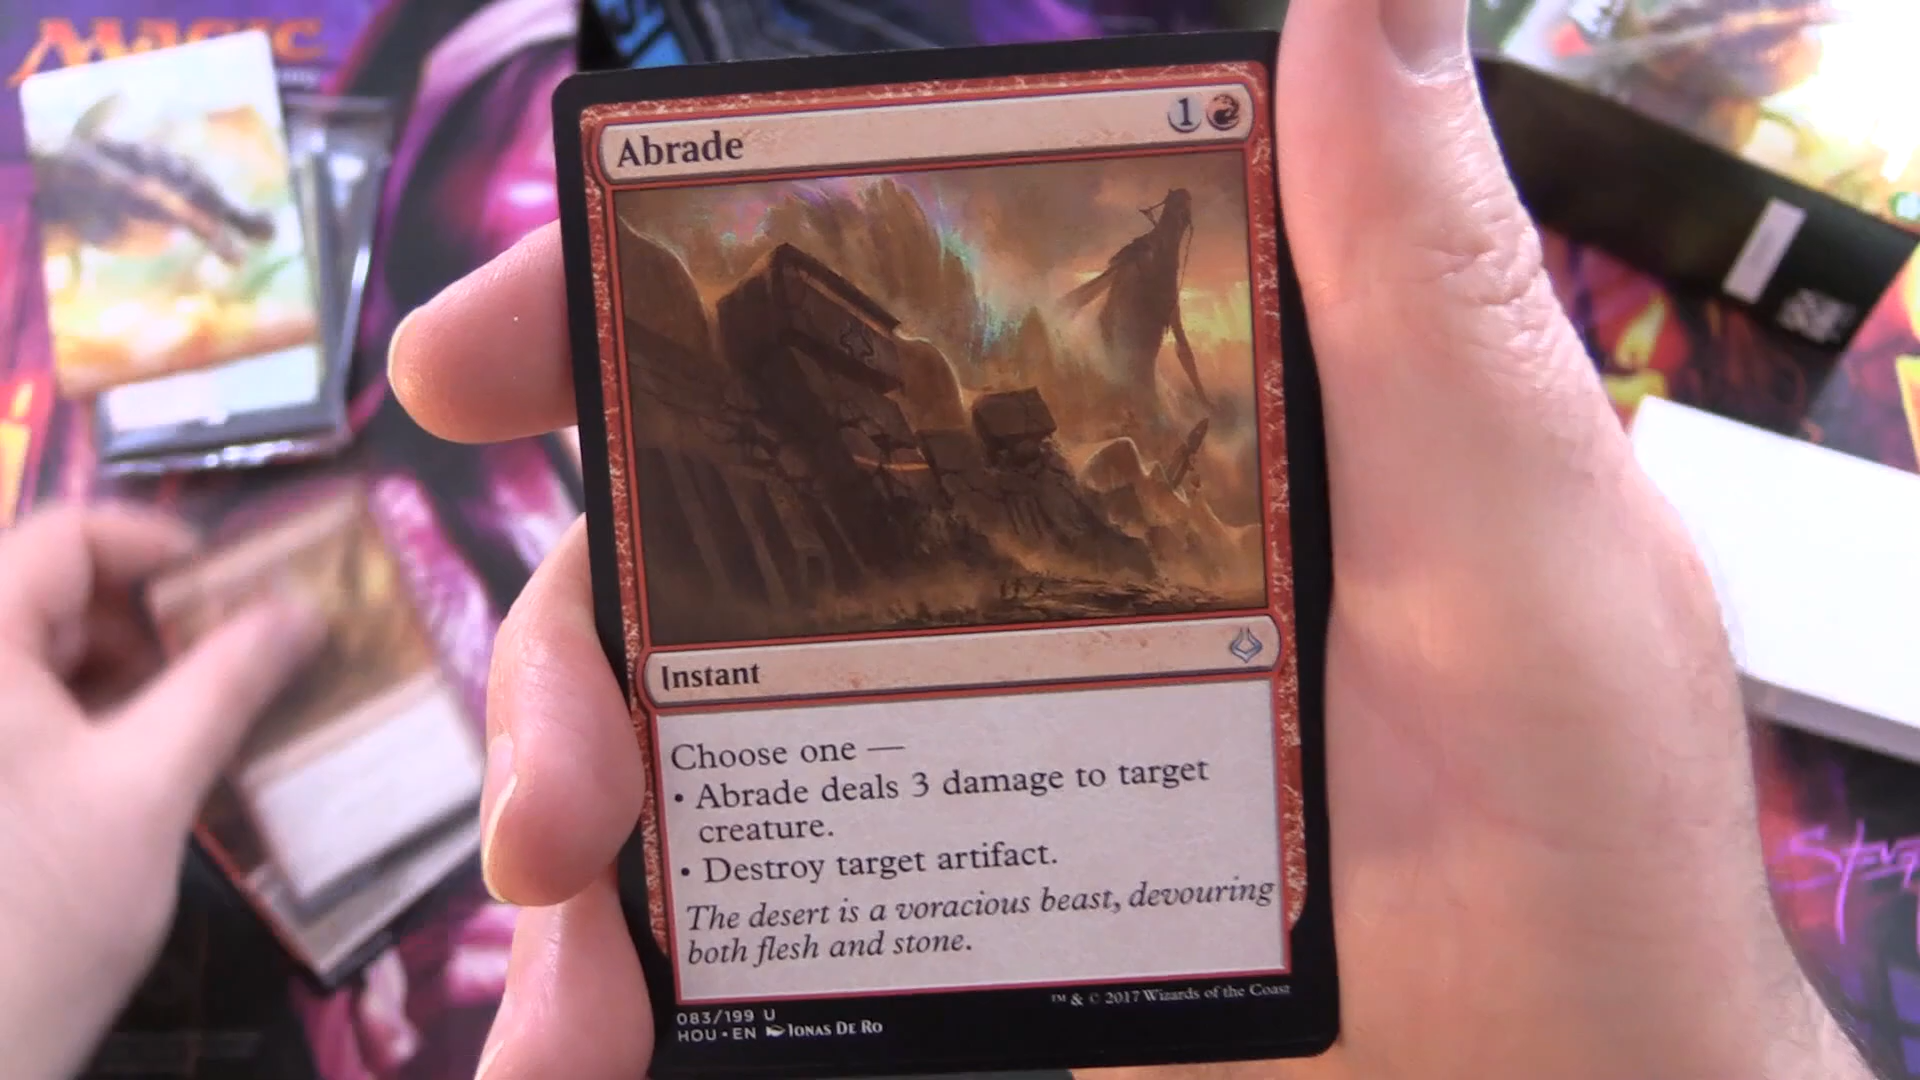 MAGIC
Abrade
1
Instant
Choose one —
• Abrade deals 3 damage to target
creature.
• Destroy target artifact.
The desert is a voracious beast, devouring
both flesh and stone.
083/199 U
HOU • EN Jonas De Ro
™ & © 2017 Wizards of the Coast